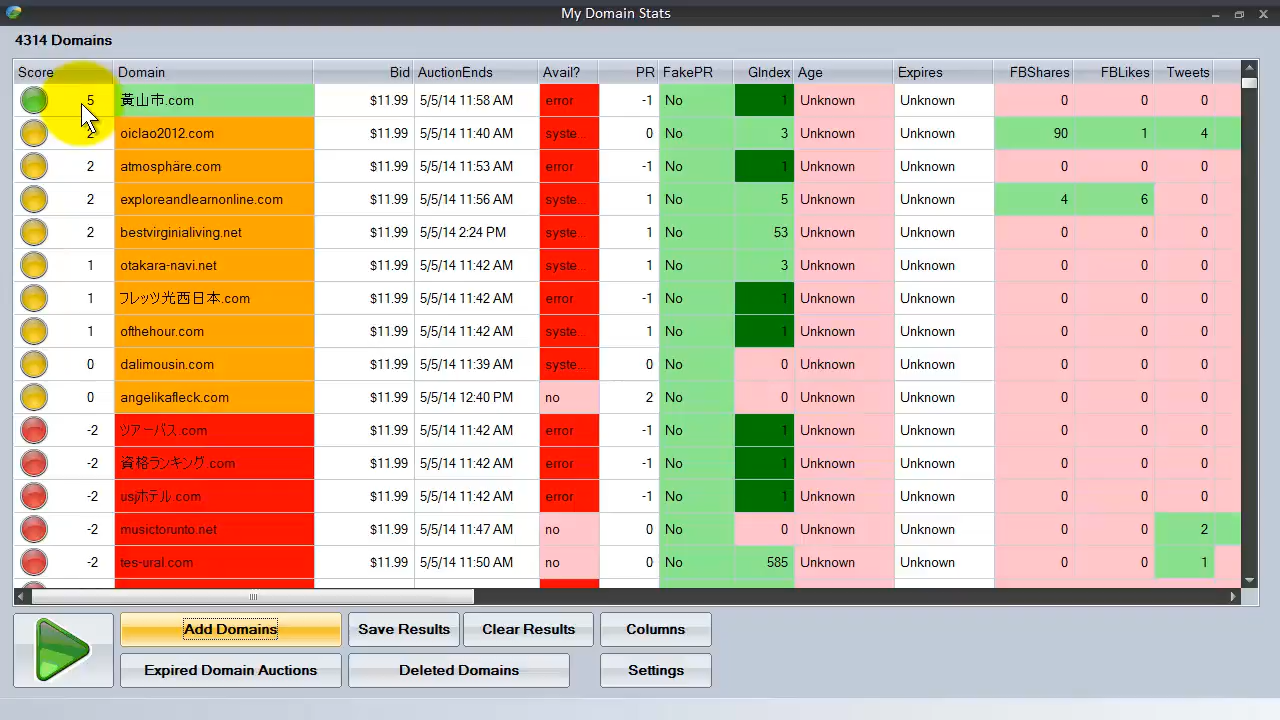 My Domain Stats
4314 Domains
Score Domain Bid AuctionEnds Avail? PR FakePR GIndex Age Expires FBShares FBLikes Tweets
5 黃山市.com $11.99 5/5/14 11:58 AM error -1 No 1 Unknown Unknown 0 0 0
2 oiclao2012.com $11.99 5/5/14 11:40 AM syste... 0 No 3 Unknown Unknown 90 1 4
2 atmosphäre.com $11.99 5/5/14 11:53 AM error -1 No 1 Unknown Unknown 0 0 0
2 exploreandlearnonline.com $11.99 5/5/14 11:56 AM syste... 1 No 5 Unknown Unknown 4 6 0
2 bestvirginialiving.net $11.99 5/5/14 2:24 PM syste... 1 No 53 Unknown Unknown 0 0 0
1 otakara-navi.net $11.99 5/5/14 11:42 AM syste... 1 No 3 Unknown Unknown 0 0 0
1 フレッツ光西日本.com $11.99 5/5/14 11:42 AM error -1 No 1 Unknown Unknown 0 0 0
1 ofthehour.com $11.99 5/5/14 11:42 AM syste... 1 No 1 Unknown Unknown 0 0 0
0 dalimousin.com $11.99 5/5/14 11:39 AM syste... 0 No 0 Unknown Unknown 0 0 0
0 angelikafleck.com $11.99 5/5/14 12:40 PM no 2 No 0 Unknown Unknown 0 0 0
-2 ツアーバス.com $11.99 5/5/14 11:42 AM error -1 No 1 Unknown Unknown 0 0 0
-2 資格ランキング.com $11.99 5/5/14 11:42 AM error -1 No 1 Unknown Unknown 0 0 0
-2 usjホテル.com $11.99 5/5/14 11:42 AM error -1 No 1 Unknown Unknown 0 0 0
-2 musictorunto.net $11.99 5/5/14 11:47 AM no 0 No 0 Unknown Unknown 0 0 2
-2 tes-ural.com $11.99 5/5/14 11:50 AM no 0 No 585 Unknown Unknown 0 0 1
Add Domains Save Results Clear Results Columns
Expired Domain Auctions Deleted Domains Settings